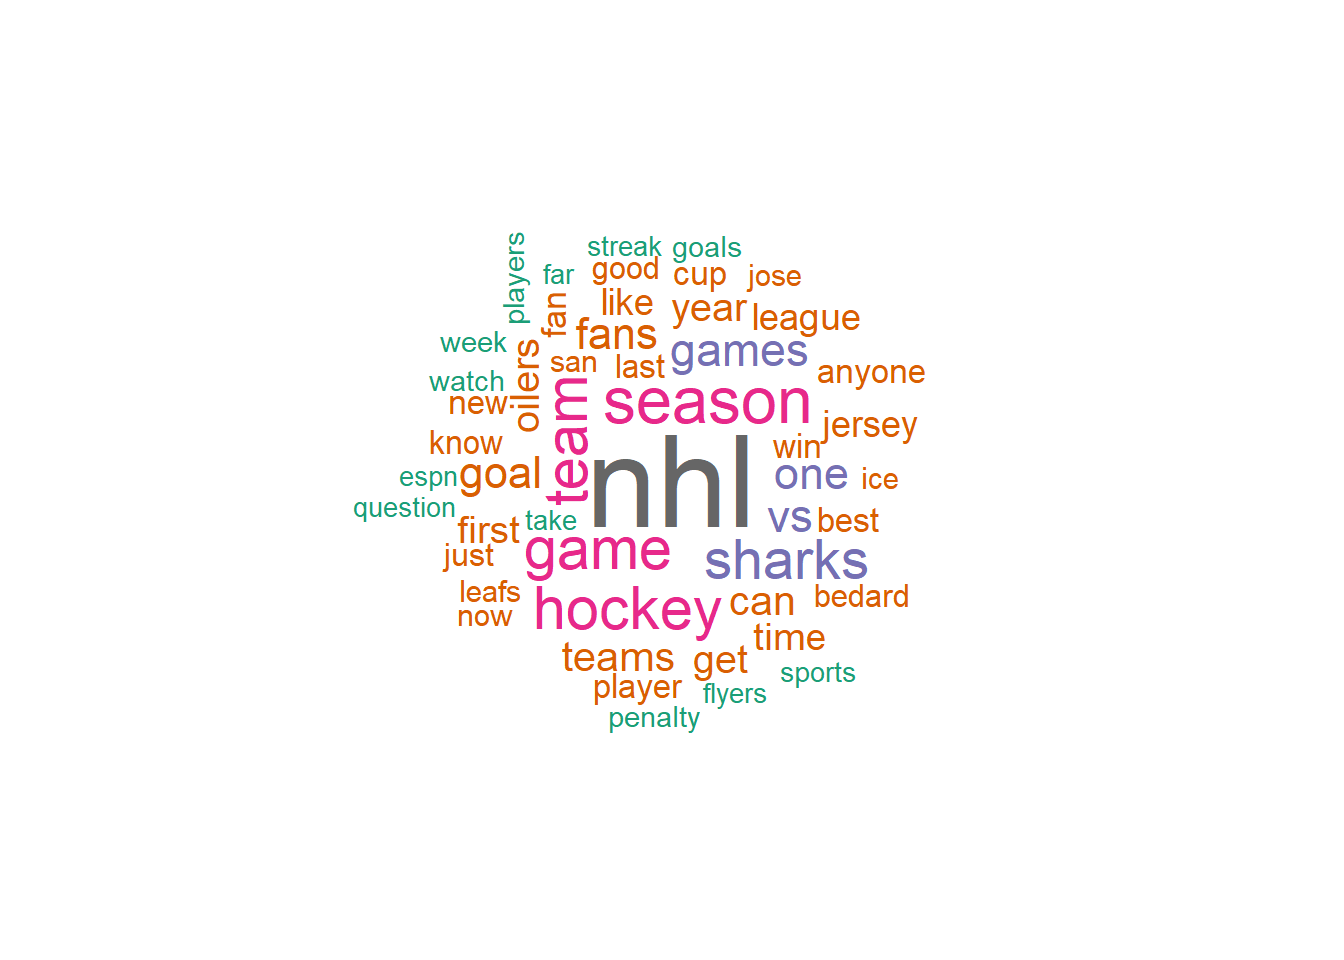 streak goals
players
far
good
cup
jose
like
year
league
fan
fans
games
week
oilers
san
last
anyone
watch
new
team
season
jersey
know
win
nhl
espn
goal
one
ice
question
first
take
vs
best
just
game
sharks
leafs
now
hockey
can
bedard
time
teams
get
sports
player
flyers
penalty